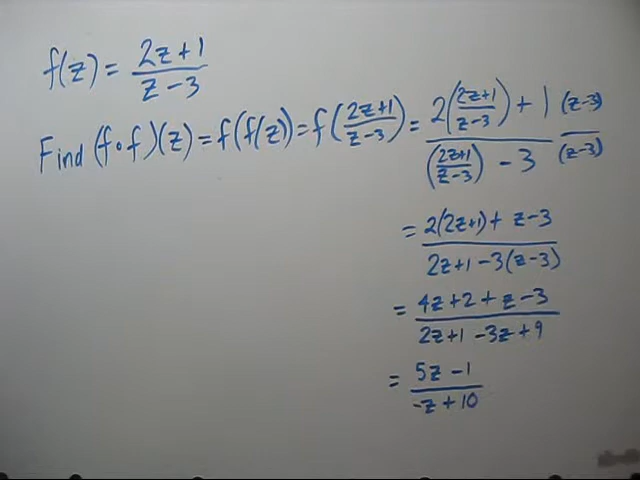 f(z) = (2z+1)/(z-3)
Find (f∘f)(z) = f(f(z)) = f((2z+1)/(z-3)) = (2((2z+1)/(z-3)) + 1)/(((2z+1)/(z-3)) - 3) (z-3)/(z-3)
= (2(2z+1) + z-3)/(2z+1-3(z-3))
= (4z+2+z-3)/(2z+1-3z+9)
= (5z-1)/(-z+10)